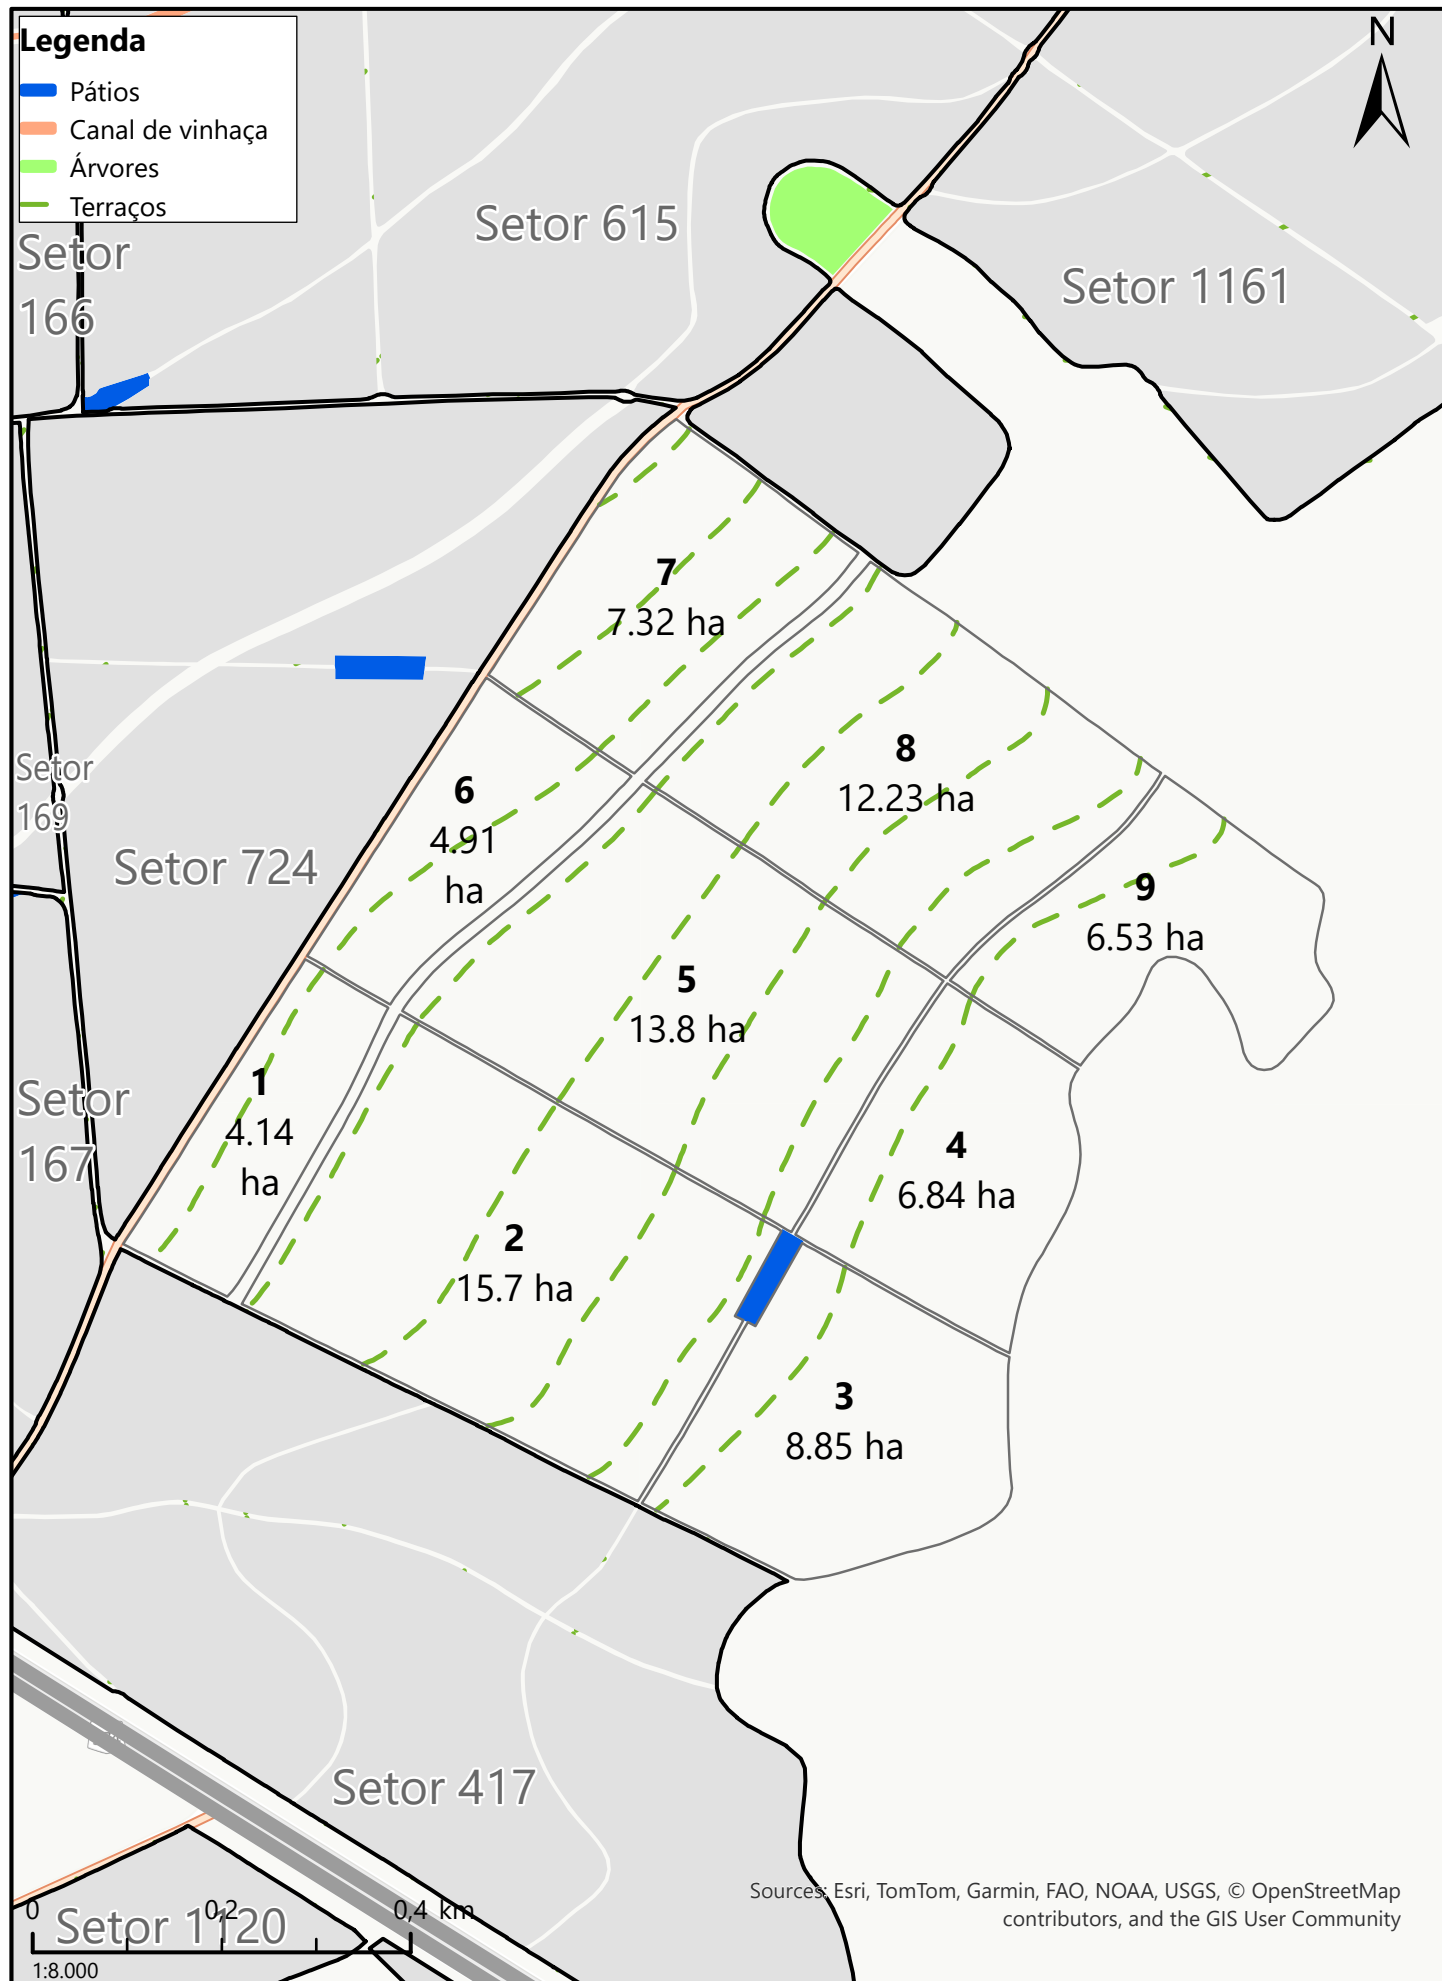 Legenda
Pátios
Canal de vinhaça
Árvores
Terraços
N
Setor
166
Setor 615
Setor 1161
7
7.32 ha
8
12.23 ha
6
4.91
ha
Setor
169
Setor 724
9
6.53 ha
5
13.8 ha
1
4.14
ha
Setor
167
4
6.84 ha
2
15.7 ha
3
8.85 ha
Setor 417
Sources: Esri, TomTom, Garmin, FAO, NOAA, USGS, © OpenStreetMap
contributors, and the GIS User Community
0 0,2 0,4 km
Setor 1120
1:8.000